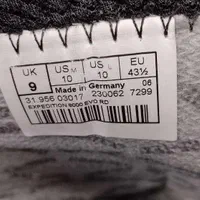 UK US M US L EU
9 10 10 43½
Made in Germany 06
31.956 03017 230062 7299
EXPEDITION 8000 EVO RD